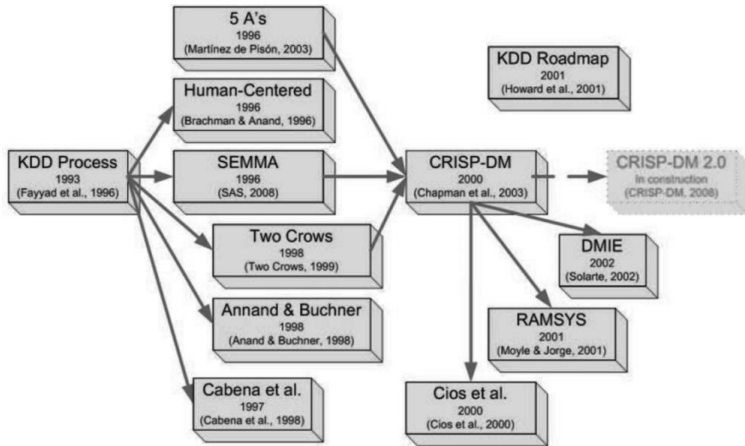 5 A's
1996
(Martínez de Pisón, 2003)
KDD Roadmap
2001
(Howard et al., 2001)
Human-Centered
1996
(Brachman & Anand, 1996)
KDD Process
1993
(Fayyad et al., 1996)
SEMMA
1996
(SAS, 2008)
CRISP-DM
2000
(Chapman et al., 2003)
CRISP-DM 2.0
In construction
(CRISP-DM, 2008)
Two Crows
1998
(Two Crows, 1999)
DMIE
2002
(Solarte, 2002)
Annand & Buchner
1998
(Anand & Buchner, 1998)
RAMSYS
2001
(Moyle & Jorge, 2001)
Cabena et al.
1997
(Cabena et al., 1998)
Cios et al.
2000
(Cios et al., 2000)